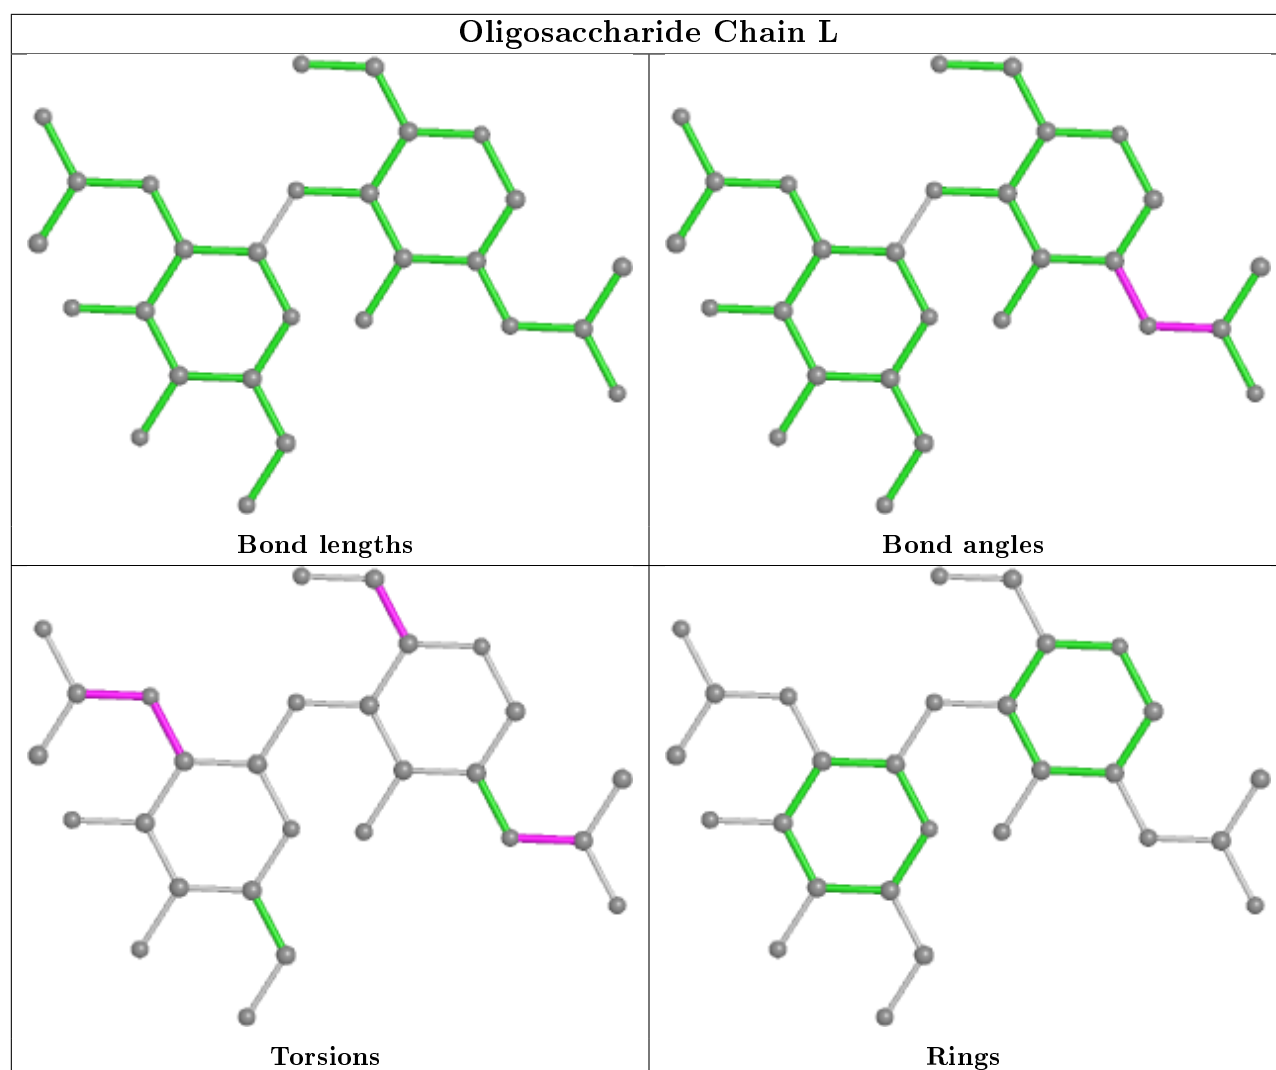 Oligosaccharide Chain L
Bond lengths
Bond angles
Torsions
Rings